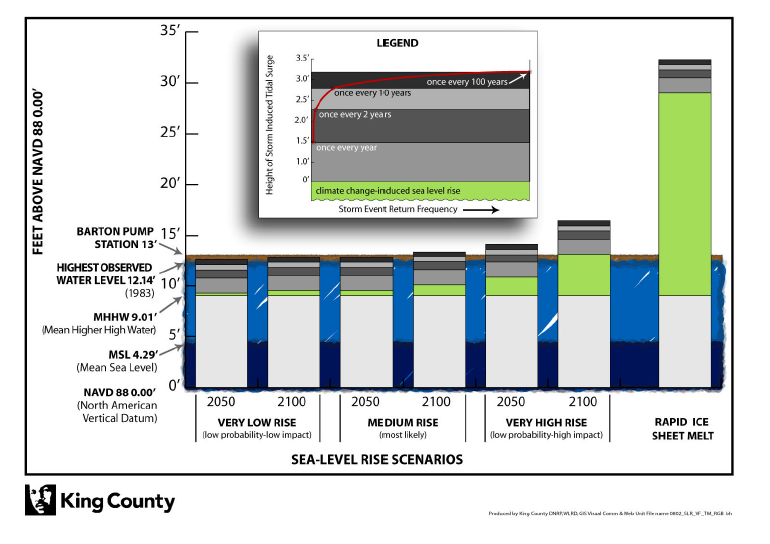 LEGEND
Height of Storm Induced Tidal Surge
3.5'
3.0'
2.5'
2.0'
1.5'
1.0'
0'
once every 100 years
once every 10 years
once every 2 years
once every year
climate change-induced sea level rise
Storm Event Return Frequency
FEET ABOVE NAVD 88 0.00'
35'
30'
25'
20'
15'
10'
5'
0'
BARTON PUMP
STATION 13'
HIGHEST OBSERVED
WATER LEVEL 12.14'
(1983)
MHHW 9.01'
(Mean Higher High Water)
MSL 4.29'
(Mean Sea Level)
NAVD 88 0.00'
(North American
Vertical Datum)
2050 2100 2050 2100 2050 2100
VERY LOW RISE
(low probability-low impact)
MEDIUM RISE
(most likely)
VERY HIGH RISE
(low probability-high impact)
RAPID ICE
SHEET MELT
SEA-LEVEL RISE SCENARIOS
King County
Produced by King County DNRP/WLRD, GIS Visual Comm & Web Unit File name 0802_SLR_VF_TM_RGB